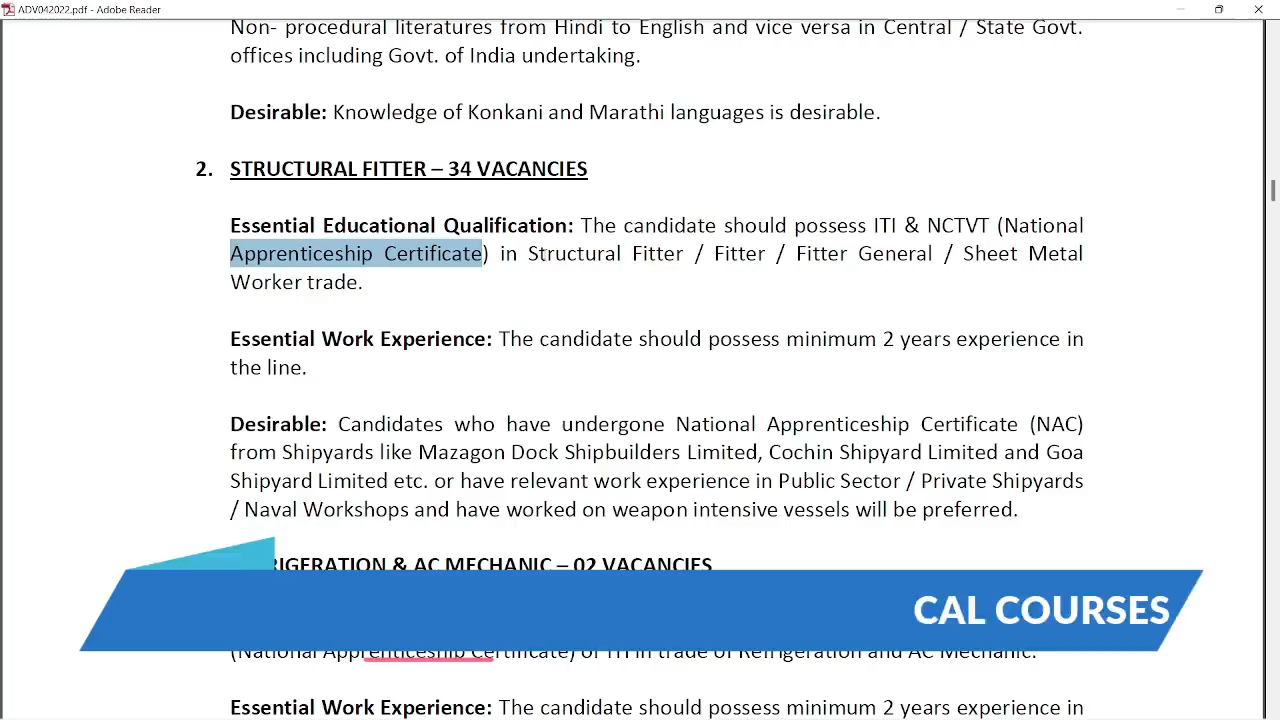 ADV042022.pdf - Adobe Reader
Non- procedural literatures from Hindi to English and vice versa in Central / State Govt.
offices including Govt. of India undertaking.
Desirable: Knowledge of Konkani and Marathi languages is desirable.
2. STRUCTURAL FITTER – 34 VACANCIES
Essential Educational Qualification: The candidate should possess ITI & NCTVT (National
Apprenticeship Certificate) in Structural Fitter / Fitter / Fitter General / Sheet Metal
Worker trade.
Essential Work Experience: The candidate should possess minimum 2 years experience in
the line.
Desirable: Candidates who have undergone National Apprenticeship Certificate (NAC)
from Shipyards like Mazagon Dock Shipbuilders Limited, Cochin Shipyard Limited and Goa
Shipyard Limited etc. or have relevant work experience in Public Sector / Private Shipyards
/ Naval Workshops and have worked on weapon intensive vessels will be preferred.
RIGERATION & AC MECHANIC – 02 VACANCIES
CAL COURSES
(National Apprenticeship Certificate) or ITI in trade of Refrigeration and AC Mechanic.
Essential Work Experience: The candidate should possess minimum 2 years experience in